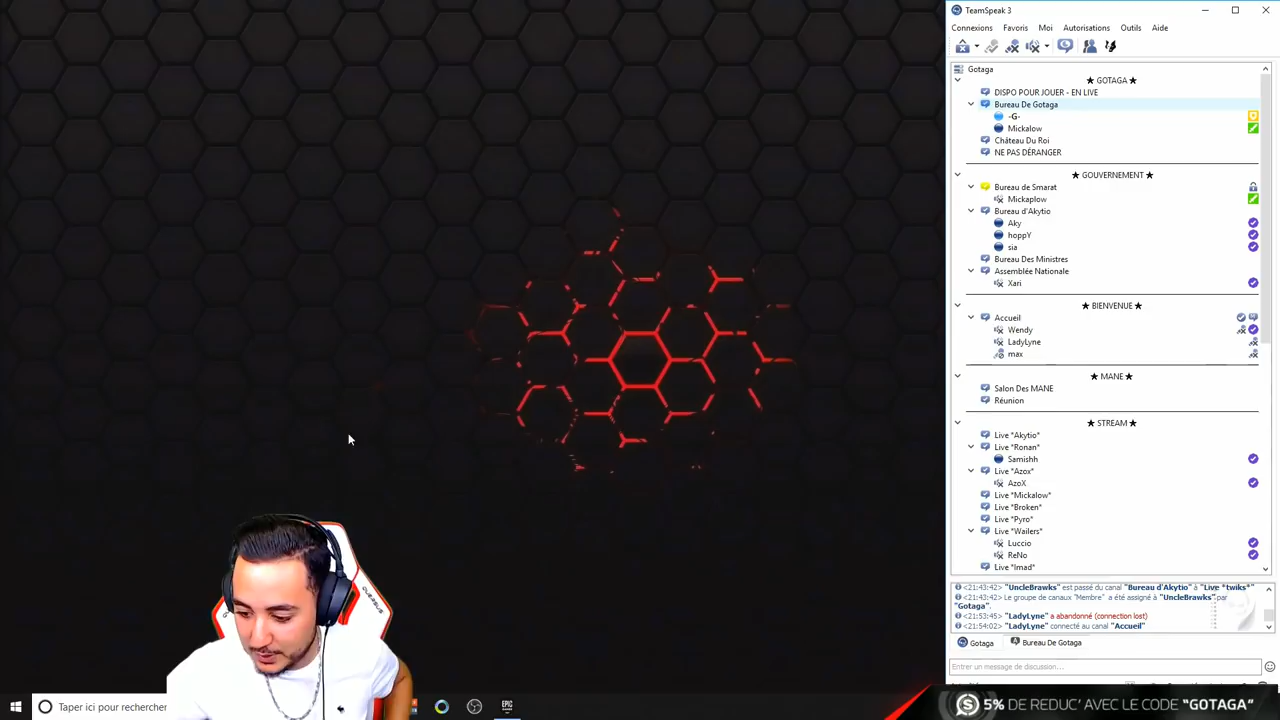 TeamSpeak 3
Connexions Favoris Moi Autorisations Outils Aide
Gotaga
★ GOTAGA ★
DISPO POUR JOUER - EN LIVE
Bureau De Gotaga
-G-
Mickalow
Château Du Roi
NE PAS DÉRANGER
★ GOUVERNEMENT ★
Bureau de Smarat
Mickaplow
Bureau d'Akytio
Aky
hoppY
sia
Bureau Des Ministres
Assemblée Nationale
Xari
★ BIENVENUE ★
Accueil
Wendy
LadyLyne
max
★ MANE ★
Salon Des MANE
Réunion
★ STREAM ★
Live *Akytio*
Live *Ronan*
Samishh
Live *Azox*
AzoX
Live *Mickalow*
Live *Broken*
Live *Pyro*
Live *Wailers*
Luccio
ReNo
Live *Imad*
<21:43:42> "UncleBrawks" est passé du canal "Bureau d'Akytio" à "Live *twiks*"
<21:43:42> Le groupe de canaux "Membre" a été assigné à "UncleBrawks" par
"Gotaga".
<21:53:45> "LadyLyne" a abandonné (connection lost)
<21:54:02> "LadyLyne" connecté au canal "Accueil"
Gotaga Bureau De Gotaga
Entrer un message de discussion...
Taper ici pour rechercher
EPIC
5% DE REDUC' AVEC LE CODE "GOTAGA"